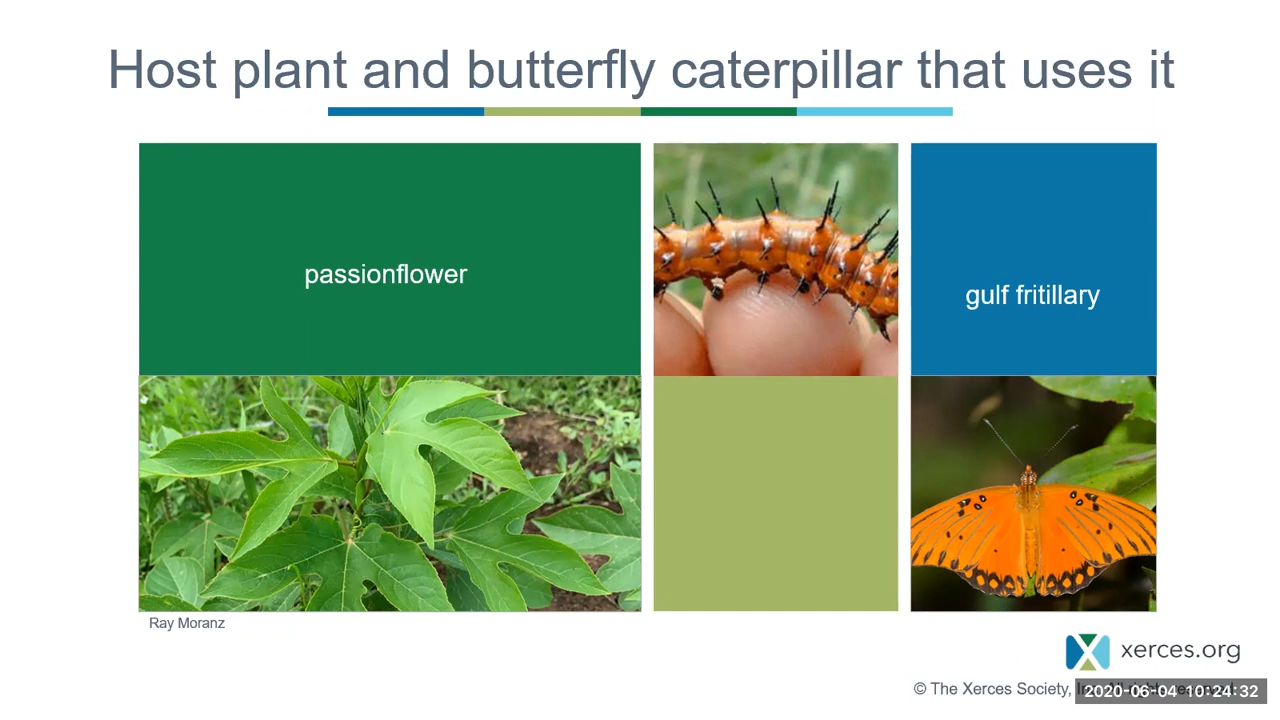 Host plant and butterfly caterpillar that uses it
passionflower
gulf fritillary
Ray Moranz
xerces.org
© The Xerces Society,
2020-06-04 10:24:32